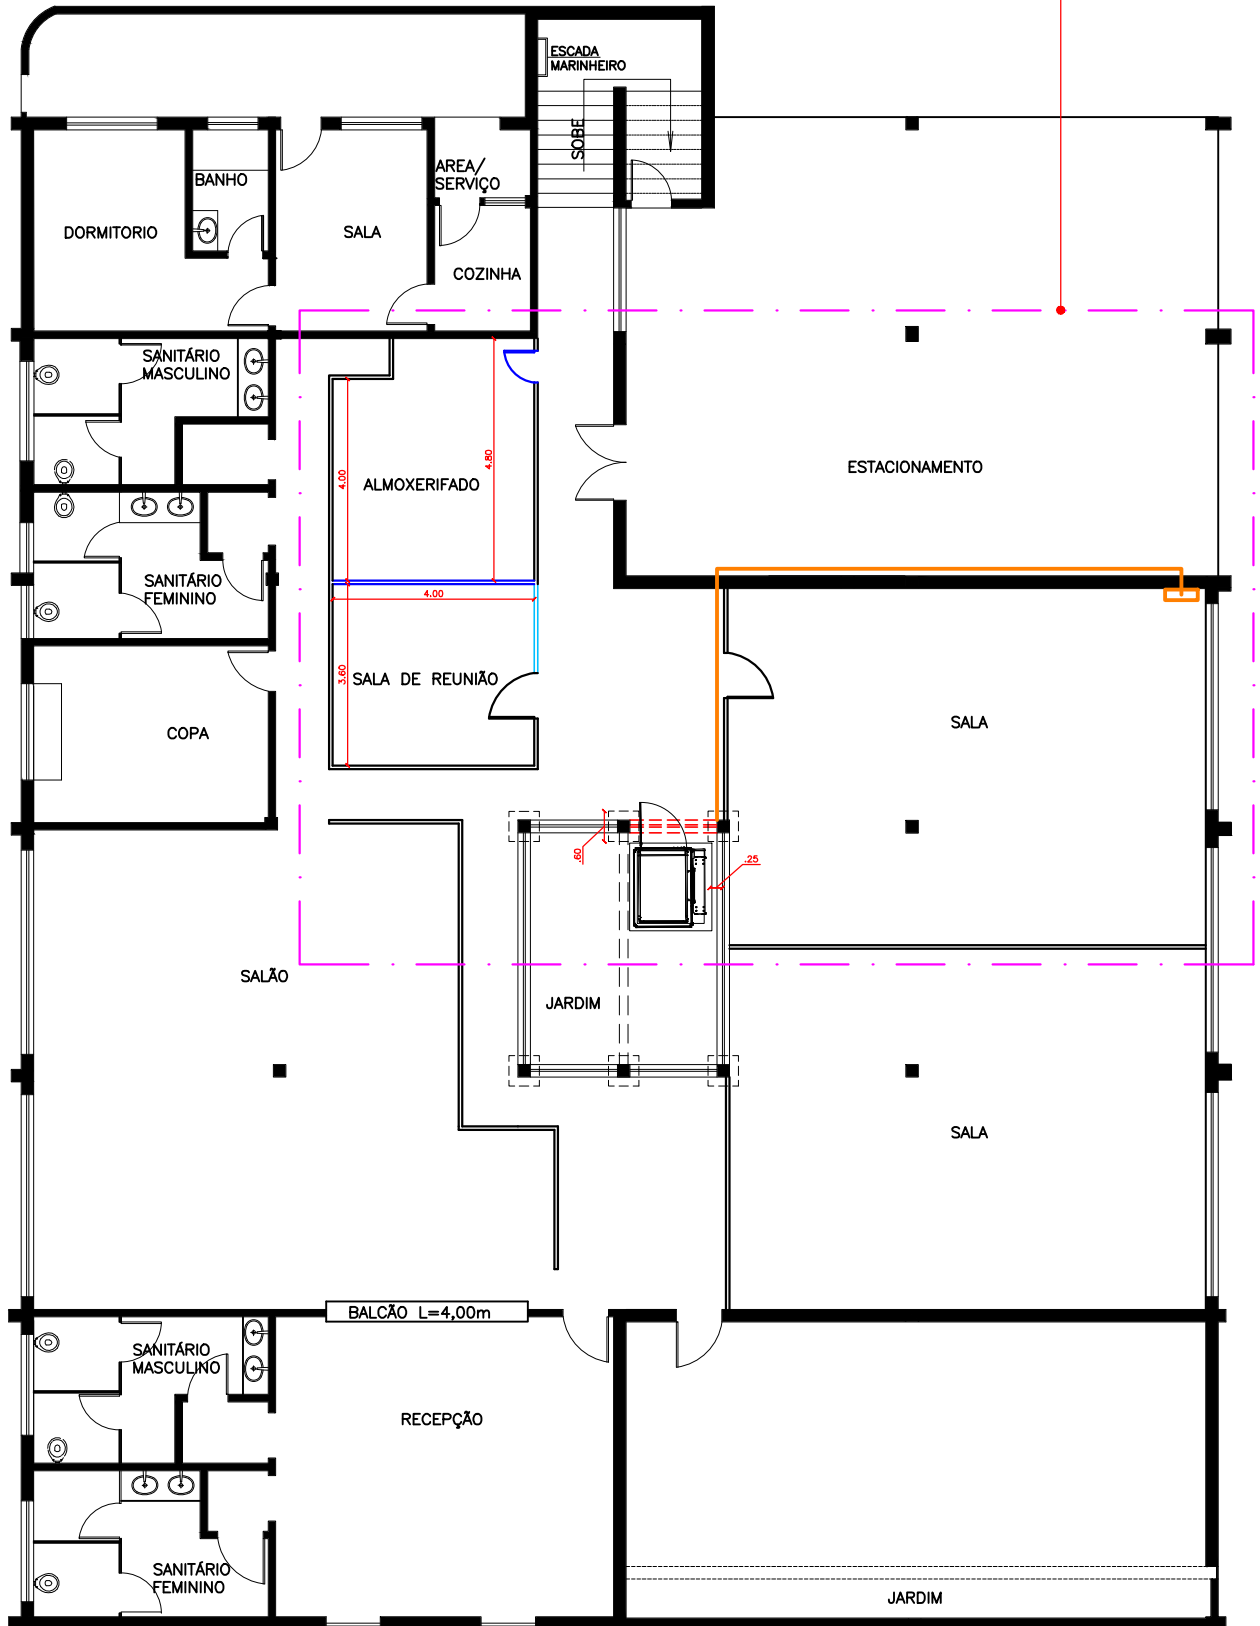 ESCADA
MARINHEIRO
SOBE
BANHO
AREA/
SERVIÇO
DORMITORIO
SALA
COZINHA
SANITÁRIO
MASCULINO
4.00
4.80
ALMOXERIFADO
ESTACIONAMENTO
SANITÁRIO
FEMININO
4.00
3.60
SALA DE REUNIÃO
SALA
COPA
.60
.25
SALÃO
JARDIM
SALA
BALCÃO L=4,00m
SANITÁRIO
MASCULINO
RECEPÇÃO
SANITÁRIO
FEMININO
JARDIM